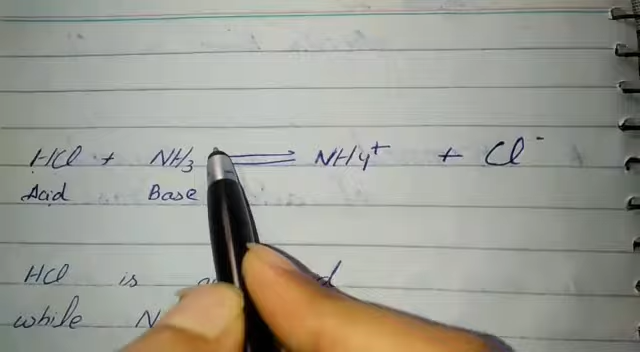 HCl + NH₃ ⇌ NH₄⁺ + Cl⁻
Acid Base
HCl is
while